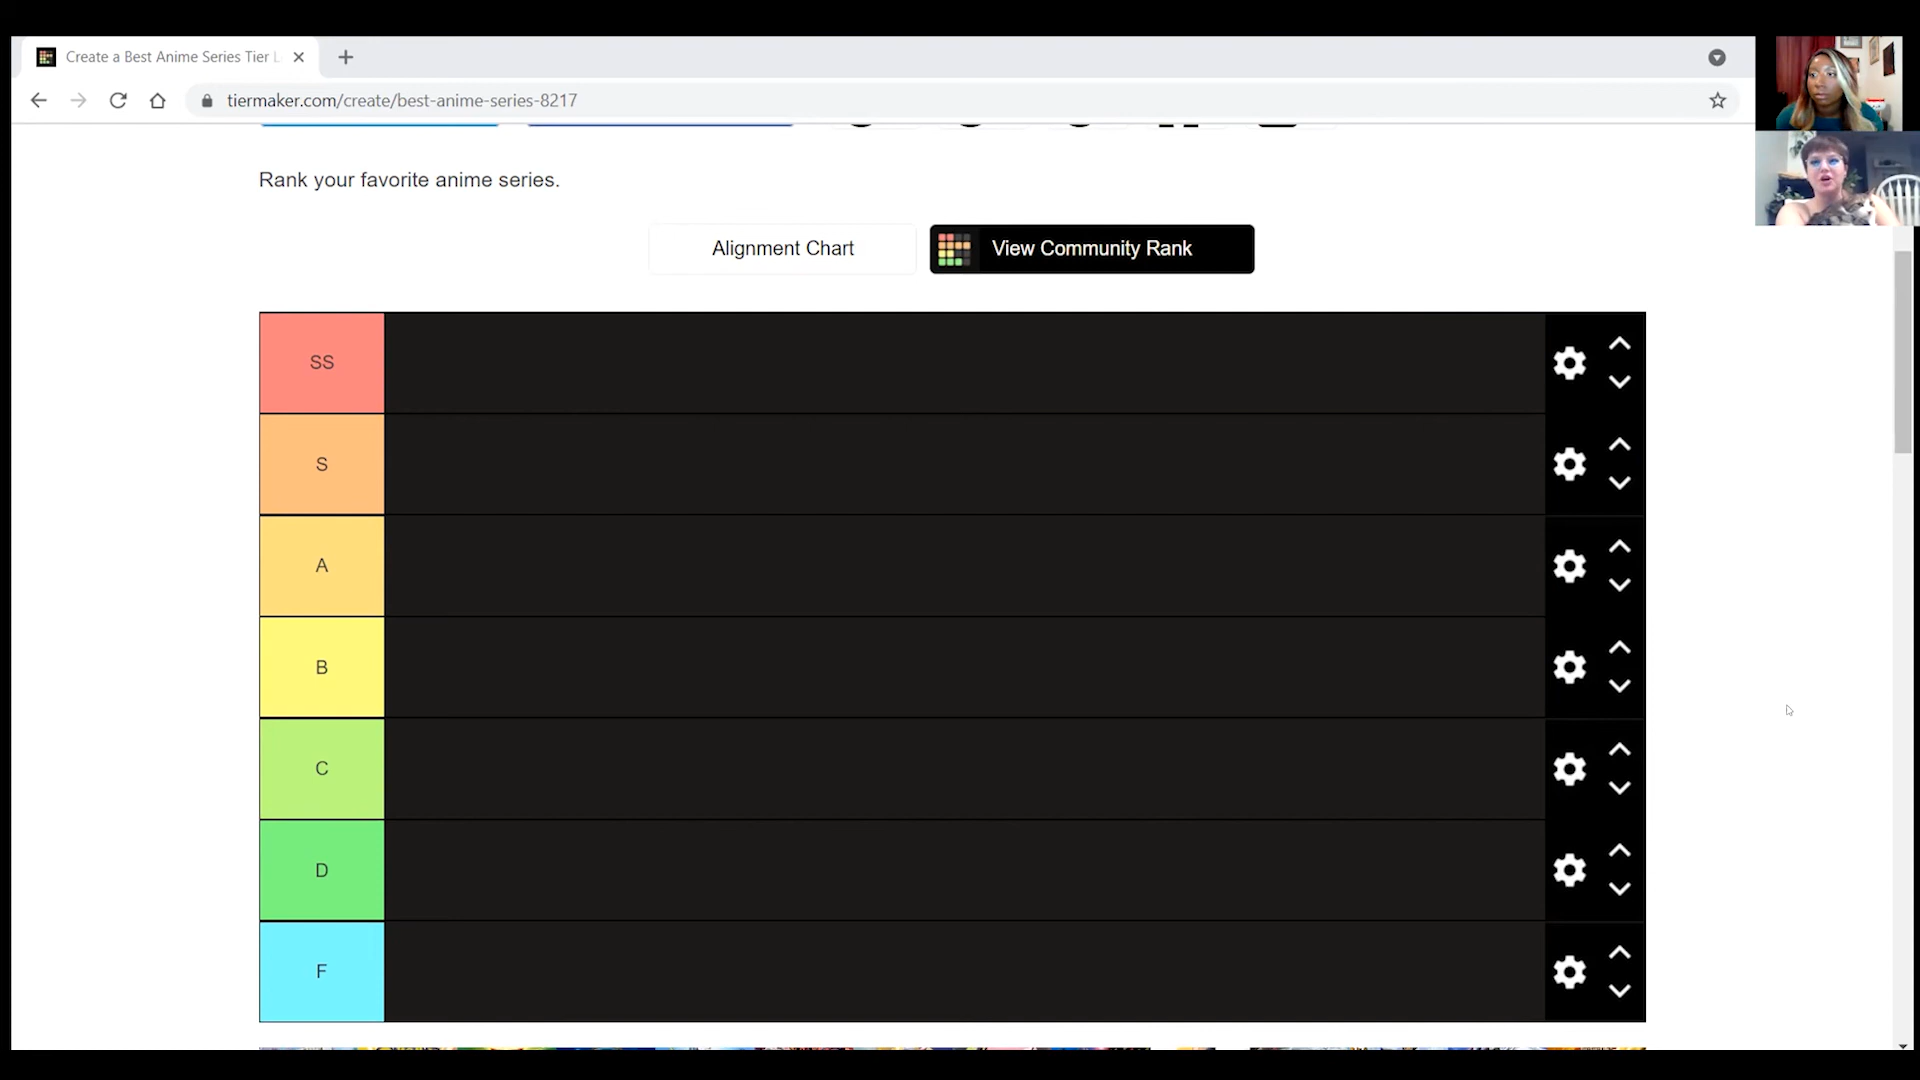 Create a Best Anime Series Tier L
tiermaker.com/create/best-anime-series-8217
Rank your favorite anime series.
Alignment Chart
View Community Rank
SS
S
A
B
C
D
F